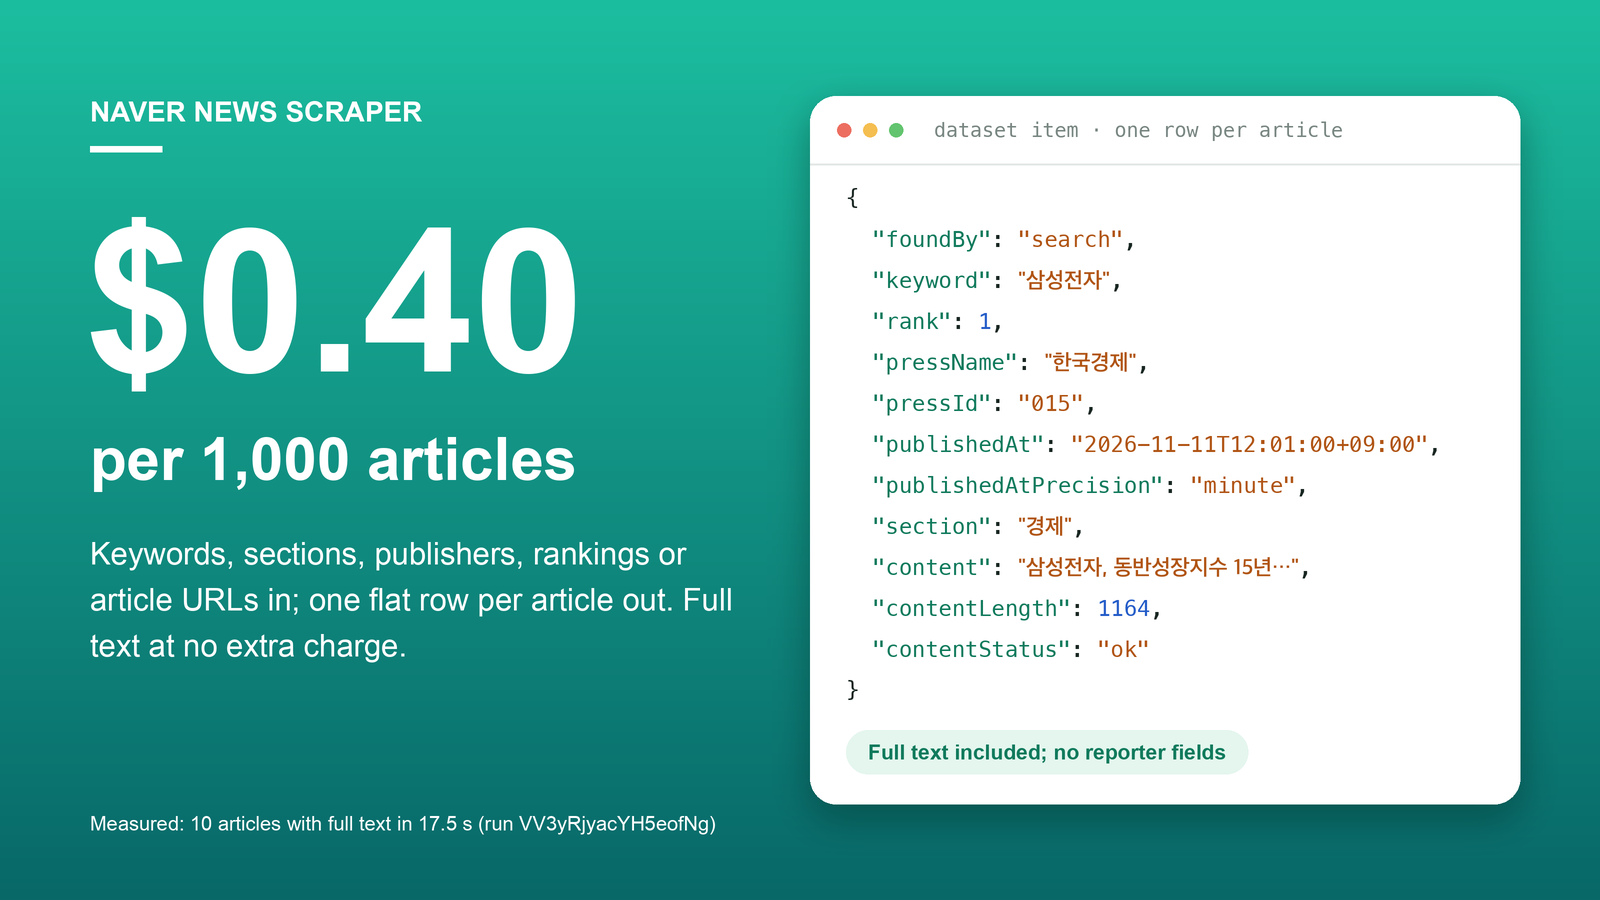 NAVER NEWS SCRAPER
$0.40
per 1,000 articles
Keywords, sections, publishers, rankings or
article URLs in; one flat row per article out. Full
text at no extra charge.
Measured: 10 articles with full text in 17.5 s (run VV3yRjyacYH5eofNg)
dataset item · one row per article
{
"foundBy": "search",
"keyword": "삼성전자",
"rank": 1,
"pressName": "한국경제",
"pressId": "015",
"publishedAt": "2026-11-11T12:01:00+09:00",
"publishedAtPrecision": "minute",
"section": "경제",
"content": "삼성전자, 동반성장지수 15년…",
"contentLength": 1164,
"contentStatus": "ok"
}
Full text included; no reporter fields